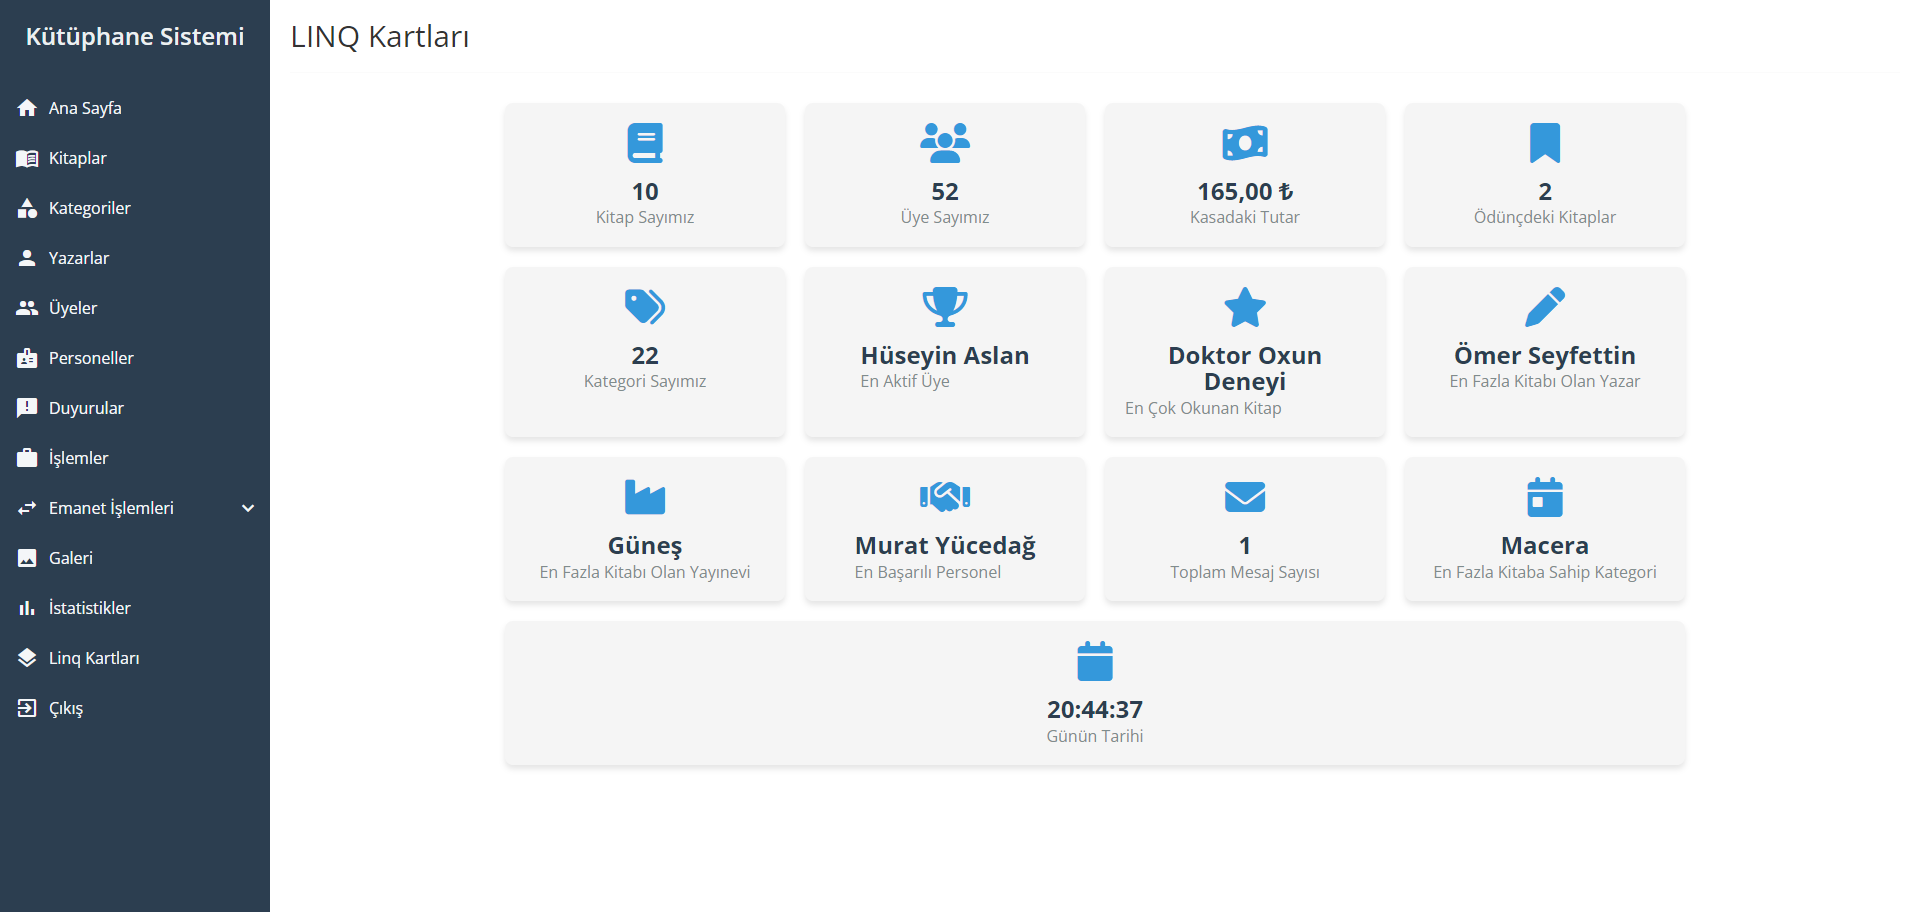 Kütüphane Sistemi
Ana Sayfa
Kitaplar
Kategoriler
Yazarlar
Üyeler
Personeller
Duyurular
İşlemler
Emanet İşlemleri
Galeri
İstatistikler
Linq Kartları
Çıkış
LINQ Kartları
10
Kitap Sayımız
52
Üye Sayımız
165,00 ₺
Kasadaki Tutar
2
Ödünçdeki Kitaplar
22
Kategori Sayımız
Hüseyin Aslan
En Aktif Üye
Doktor Oxun
Deneyi
En Çok Okunan Kitap
Ömer Seyfettin
En Fazla Kitabı Olan Yazar
Güneş
En Fazla Kitabı Olan Yayınevi
Murat Yücedağ
En Başarılı Personel
1
Toplam Mesaj Sayısı
Macera
En Fazla Kitaba Sahip Kategori
20:44:37
Günün Tarihi